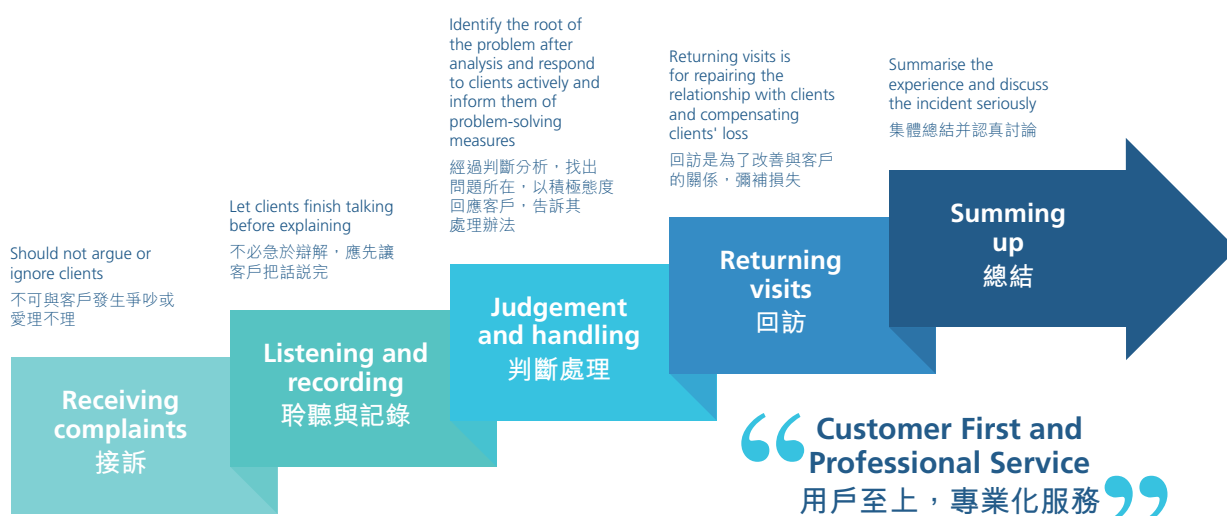 Should not argue or
ignore clients
不可與客戶發生爭吵或
愛理不理
Receiving
complaints
接訴
Let clients finish talking
before explaining
不必急於辯解，應先讓
客戶把話説完
Listening and
recording
聆聽與記錄
Identify the root of
the problem after
analysis and respond
to clients actively and
inform them of
problem-solving
measures
經過判斷分析，找出
問題所在，以積極態度
回應客戶，告訴其
處理辦法
Judgement
and handling
判斷處理
Returning visits is
for repairing the
relationship with clients
and compensating
clients' loss
回訪是為了改善與客戶
的關係，彌補損失
Returning
visits
回訪
Summarise the
experience and discuss
the incident seriously
集體總結并認真討論
Summing
up
總結
“Customer First and
Professional Service
用戶至上，專業化服務”